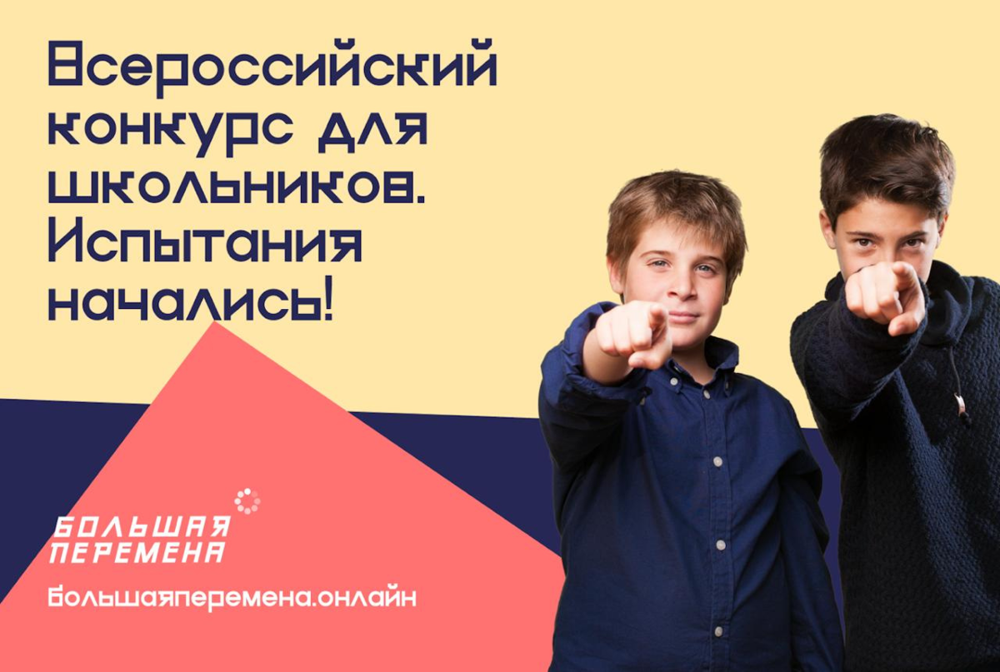 Всероссийский
конкурс для
школьников.
Испытания
начались!
БОЛЬШАЯ
ПЕРЕМЕНА
большаяперемена.онлайн